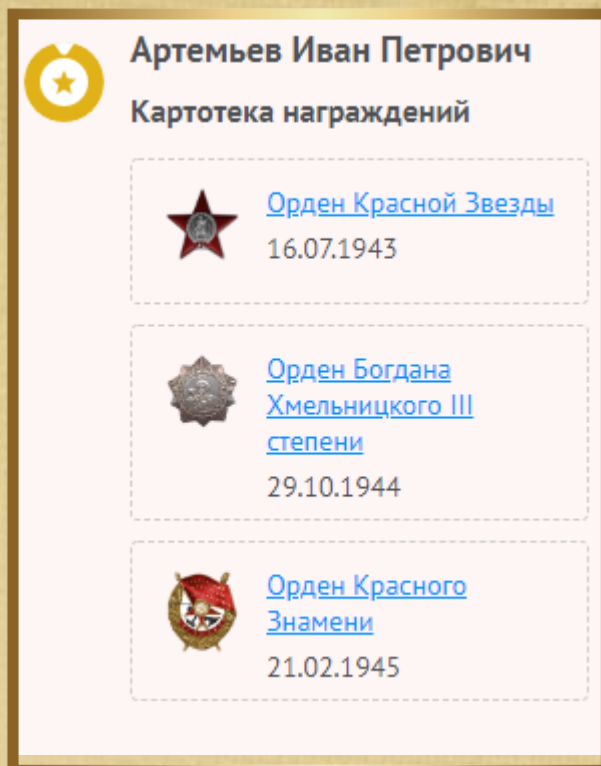 Артемьев Иван Петрович
Картотека награждений
Орден Красной Звезды
16.07.1943
Орден Богдана
Хмельницкого III
степени
29.10.1944
Орден Красного
Знамени
21.02.1945